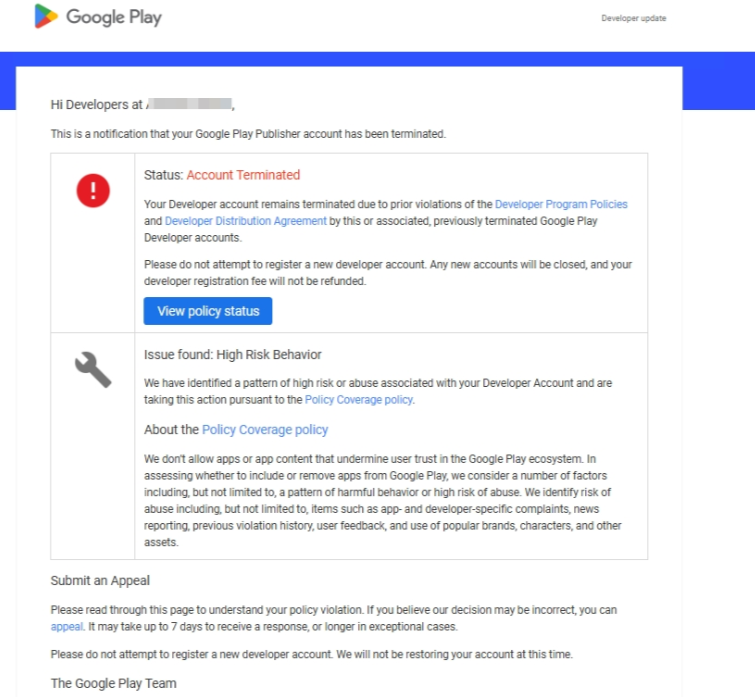 Google Play
Developer update
Hi Developers at ,
This is a notification that your Google Play Publisher account has been terminated.
Status: Account Terminated
Your Developer account remains terminated due to prior violations of the Developer Program Policies
and Developer Distribution Agreement by this or associated, previously terminated Google Play
Developer accounts.
Please do not attempt to register a new developer account. Any new accounts will be closed, and your
developer registration fee will not be refunded.
View policy status
Issue found: High Risk Behavior
We have identified a pattern of high risk or abuse associated with your Developer Account and are
taking this action pursuant to the Policy Coverage policy.
About the Policy Coverage policy
We don't allow apps or app content that undermine user trust in the Google Play ecosystem. In
assessing whether to include or remove apps from Google Play, we consider a number of factors
including, but not limited to, a pattern of harmful behavior or high risk of abuse. We identify risk of
abuse including, but not limited to, items such as app- and developer-specific complaints, news
reporting, previous violation history, user feedback, and use of popular brands, characters, and other
assets.
Submit an Appeal
Please read through this page to understand your policy violation. If you believe our decision may be incorrect, you can
appeal. It may take up to 7 days to receive a response, or longer in exceptional cases.
Please do not attempt to register a new developer account. We will not be restoring your account at this time.
The Google Play Team